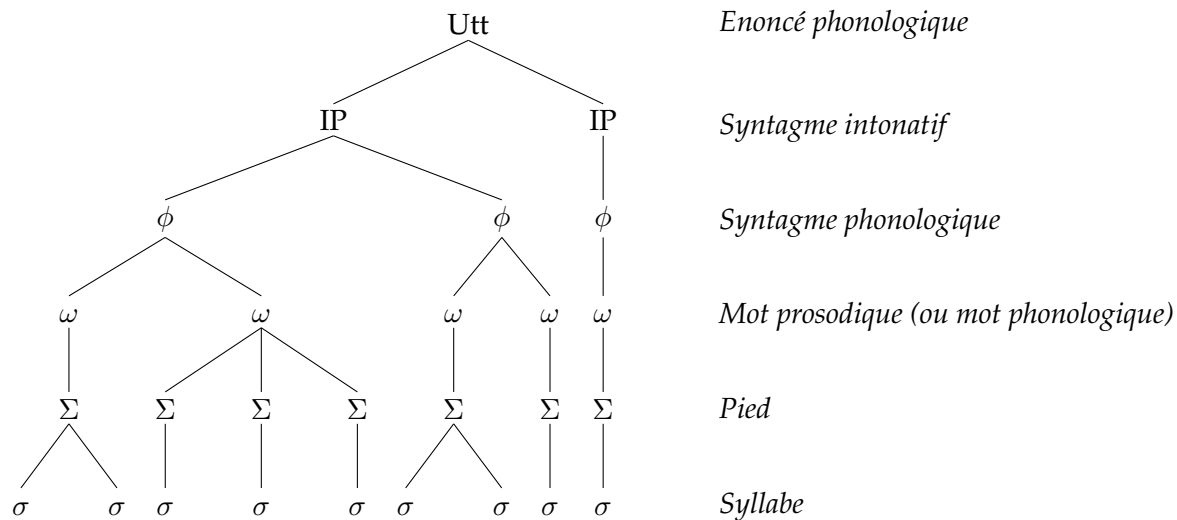 Utt Enoncé phonologique
IP IP Syntagme intonatif
ϕ ϕ ϕ Syntagme phonologique
ω ω ω ω ω Mot prosodique (ou mot phonologique)
Σ Σ Σ Σ Σ Σ Σ Pied
σ σ σ σ σ σ σ σ σ Syllabe